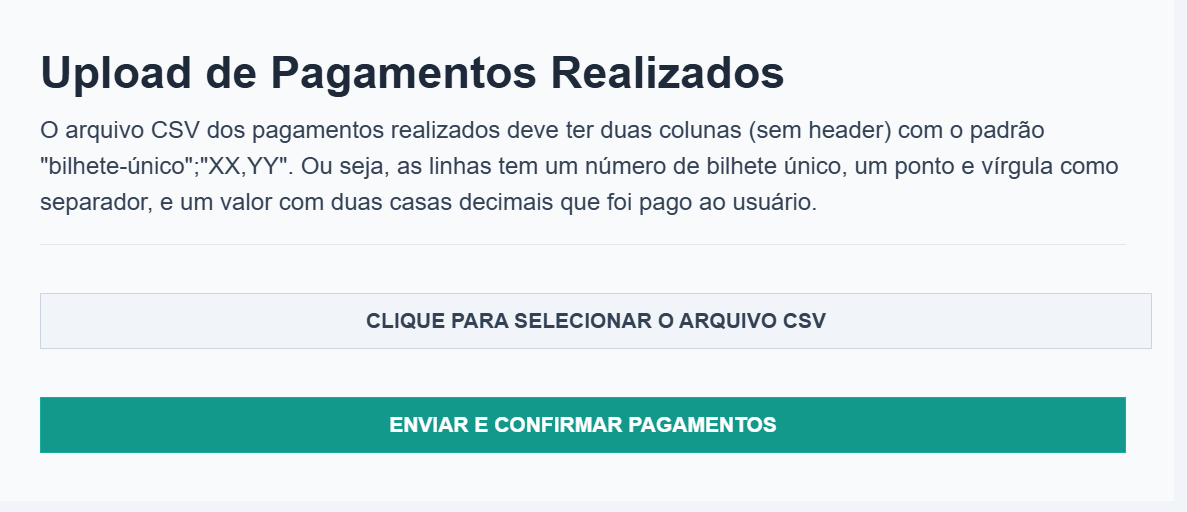 Upload de Pagamentos Realizados
O arquivo CSV dos pagamentos realizados deve ter duas colunas (sem header) com o padrão
"bilhete-único";"XX,YY". Ou seja, as linhas tem um número de bilhete único, um ponto e vírgula como
separador, e um valor com duas casas decimais que foi pago ao usuário.
CLIQUE PARA SELECIONAR O ARQUIVO CSV
ENVIAR E CONFIRMAR PAGAMENTOS